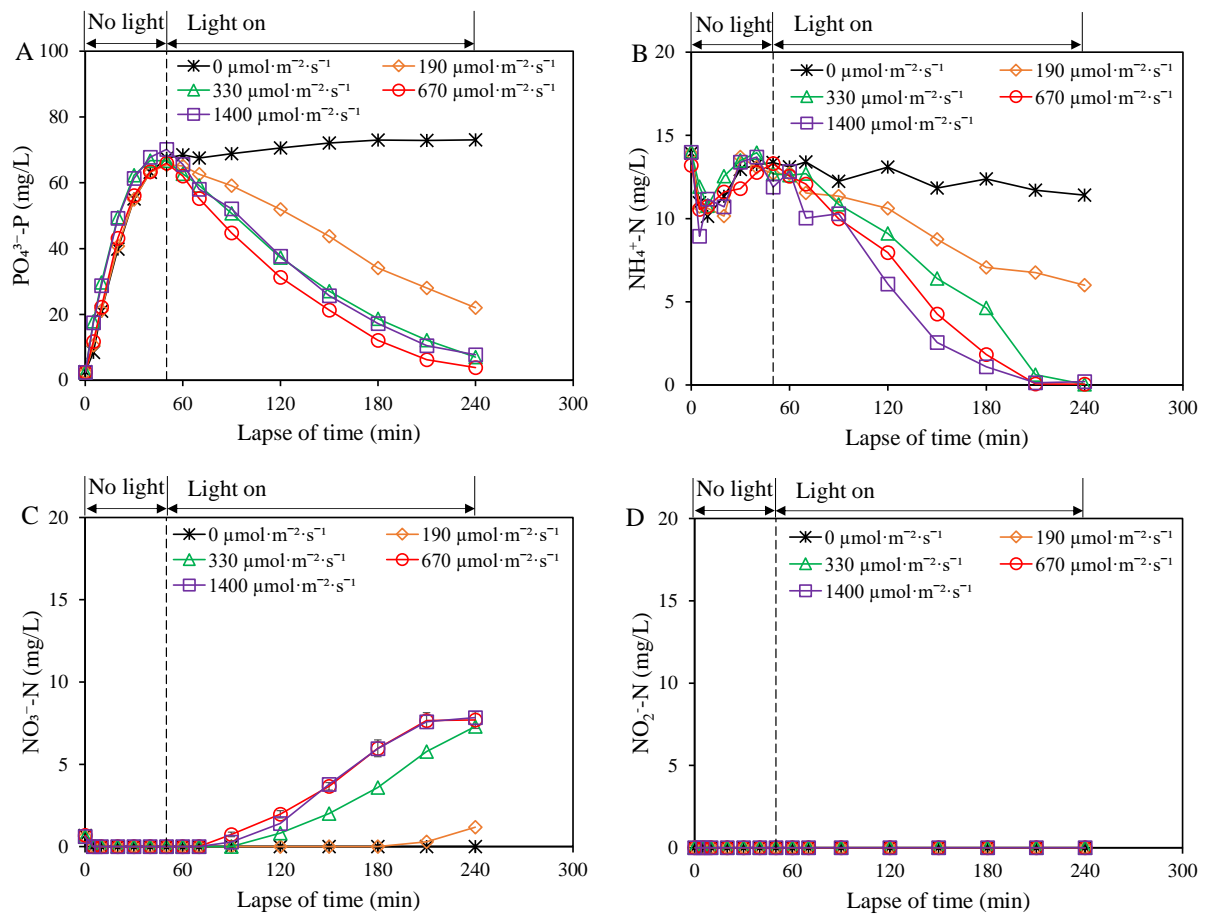 No light
Light on
A
PO₄³⁻-P (mg/L)
100
80
60
40
20
0
0 µmol·m⁻²·s⁻¹
190 µmol·m⁻²·s⁻¹
330 µmol·m⁻²·s⁻¹
670 µmol·m⁻²·s⁻¹
1400 µmol·m⁻²·s⁻¹
0 60 120 180 240 300
Lapse of time (min)
No light
Light on
B
NH₄⁺-N (mg/L)
20
15
10
5
0
0 µmol·m⁻²·s⁻¹
190 µmol·m⁻²·s⁻¹
330 µmol·m⁻²·s⁻¹
670 µmol·m⁻²·s⁻¹
1400 µmol·m⁻²·s⁻¹
0 60 120 180 240 300
Lapse of time (min)
No light
Light on
C
NO₃⁻-N (mg/L)
20
15
10
5
0
0 µmol·m⁻²·s⁻¹
190 µmol·m⁻²·s⁻¹
330 µmol·m⁻²·s⁻¹
670 µmol·m⁻²·s⁻¹
1400 µmol·m⁻²·s⁻¹
0 60 120 180 240 300
Lapse of time (min)
No light
Light on
D
NO₂⁻-N (mg/L)
20
15
10
5
0
0 µmol·m⁻²·s⁻¹
190 µmol·m⁻²·s⁻¹
330 µmol·m⁻²·s⁻¹
670 µmol·m⁻²·s⁻¹
1400 µmol·m⁻²·s⁻¹
0 60 120 180 240 300
Lapse of time (min)